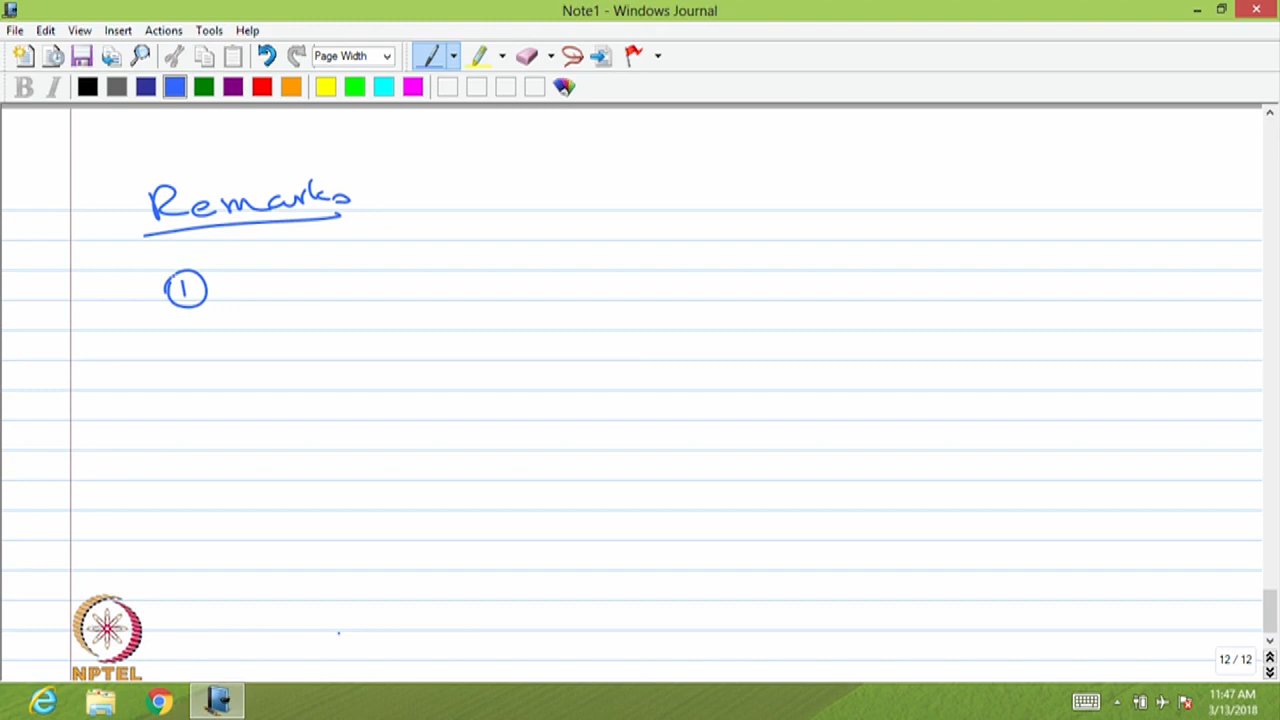 Note1 - Windows Journal
File Edit View Insert Actions Tools Help
Page Width
B I
Remarks
1
NPTEL
12 / 12
11:47 AM
3/13/2018